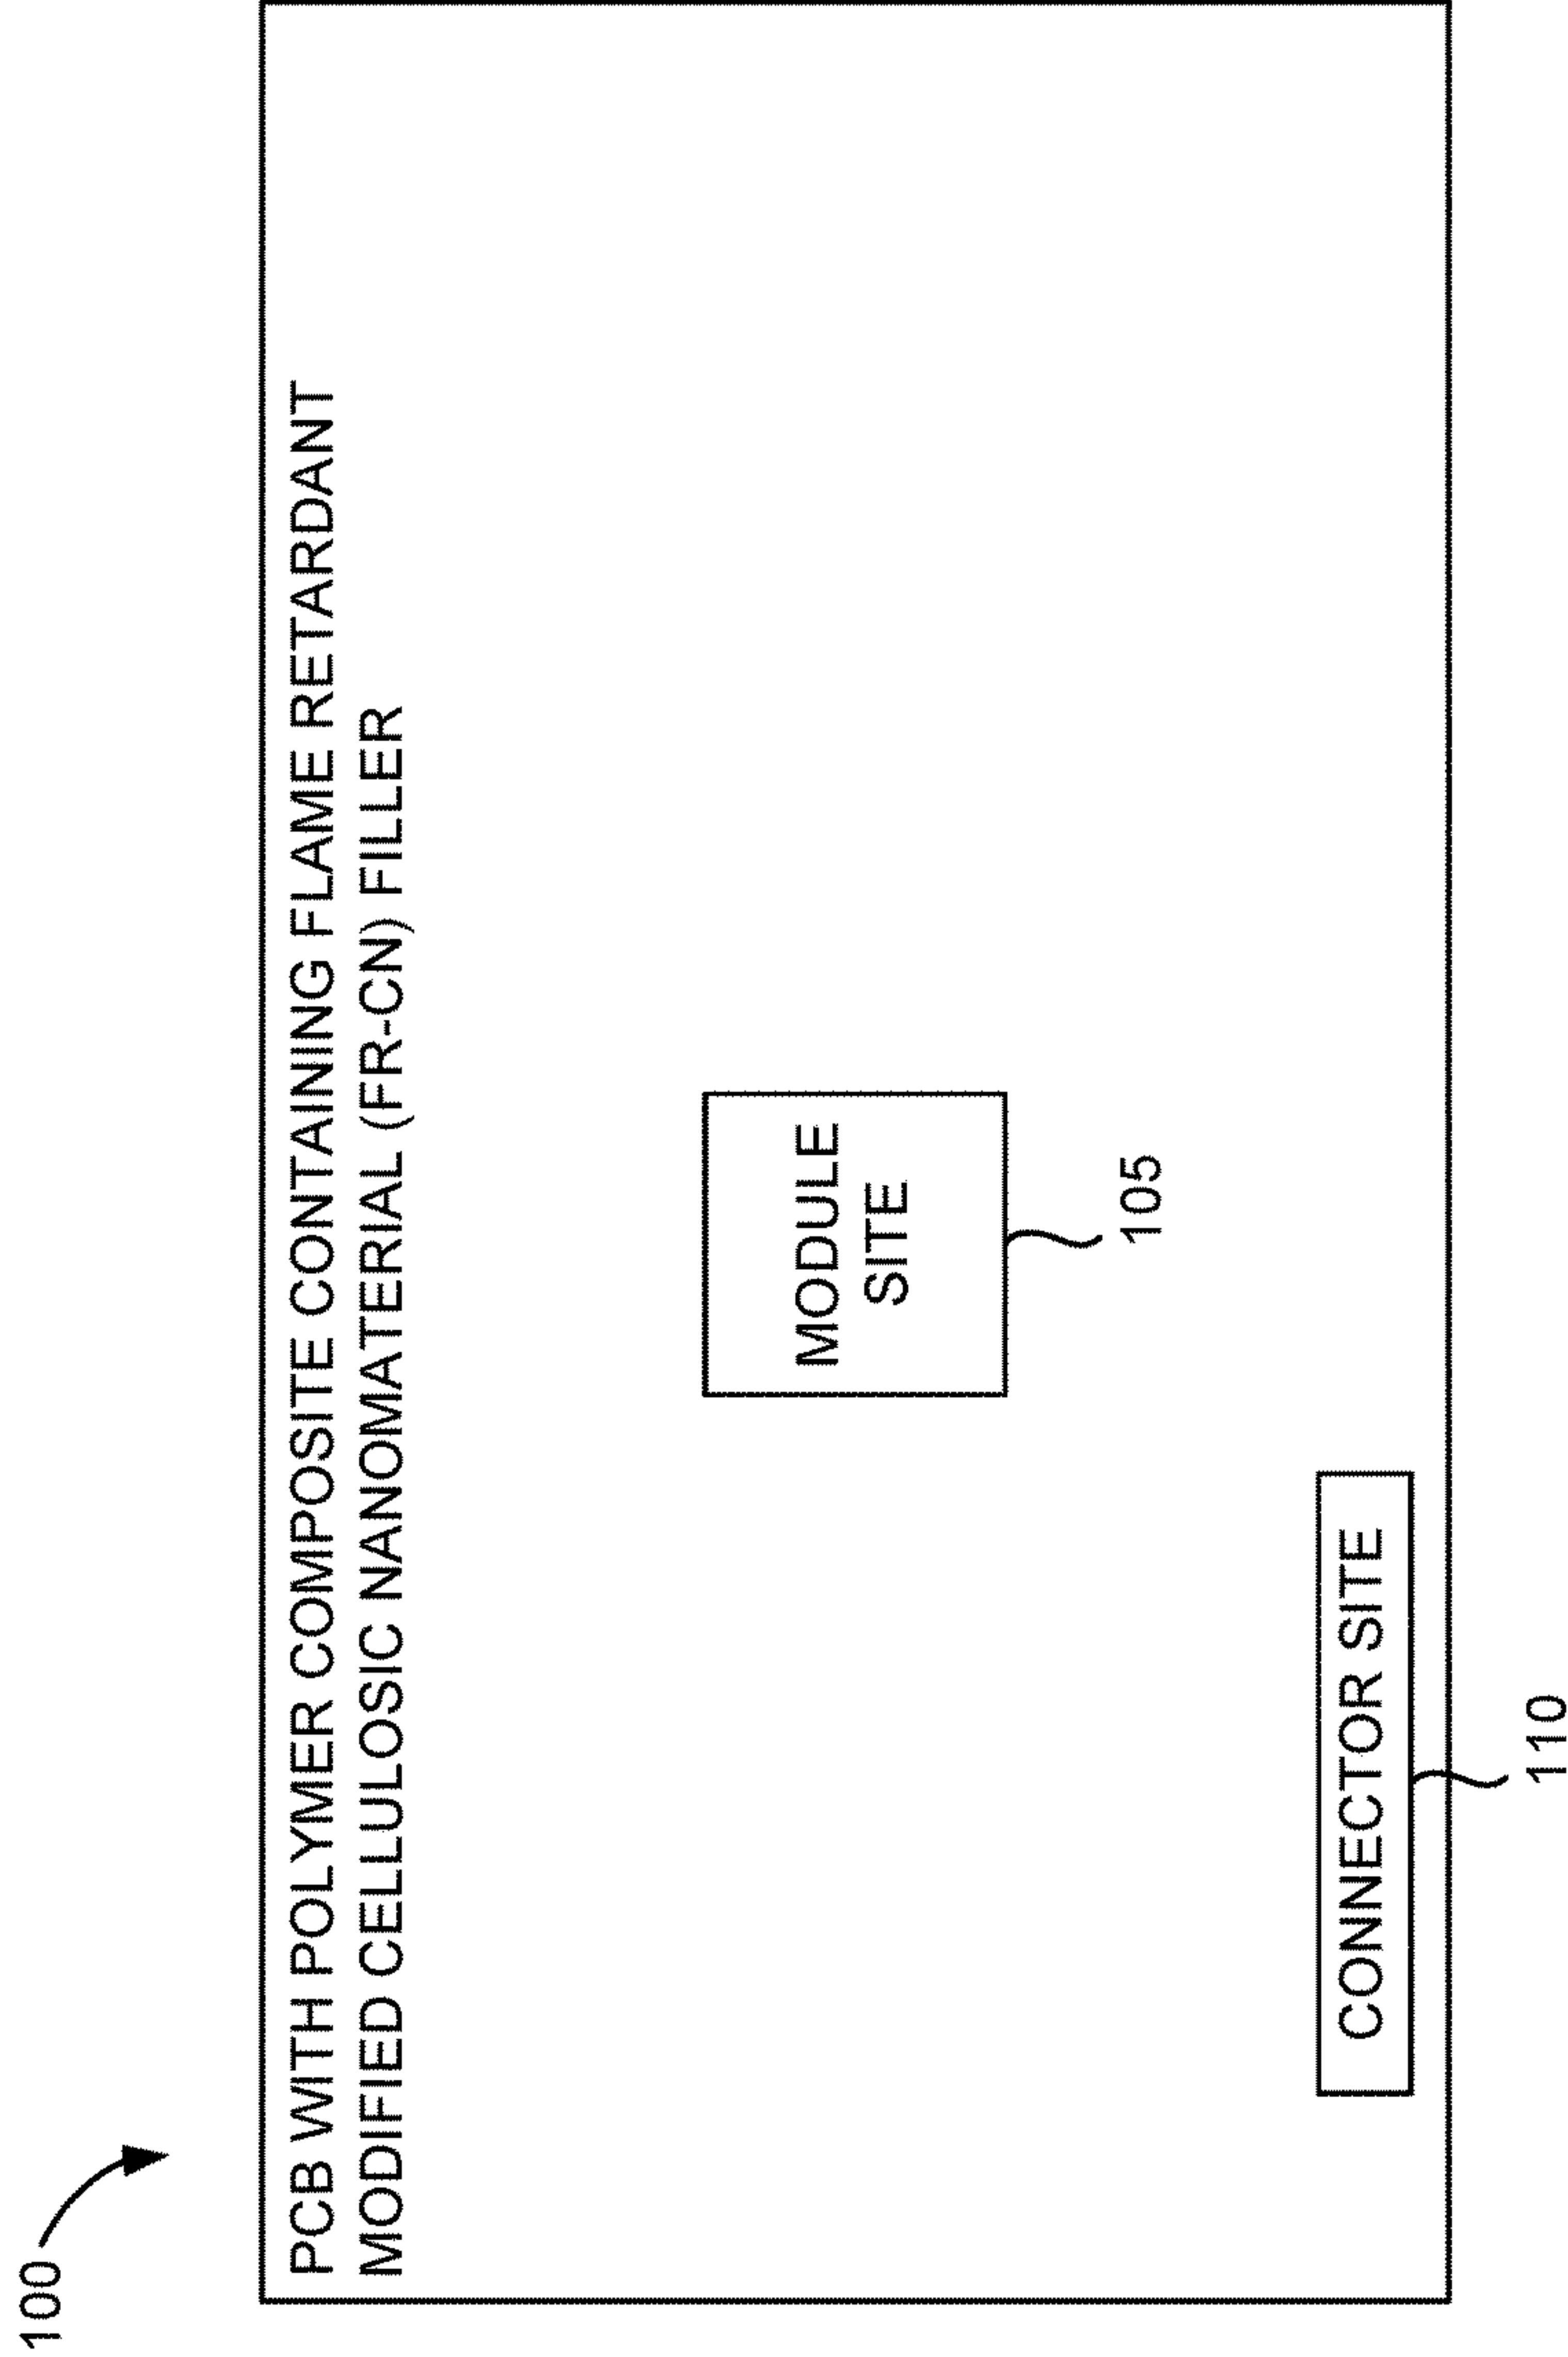 100
PCB WITH POLYMER COMPOSITE CONTAINING FLAME RETARDANT
MODIFIED CELLULOSIC NANOMATERIAL (FR-CN) FILLER
MODULE
SITE
105
CONNECTOR SITE
110